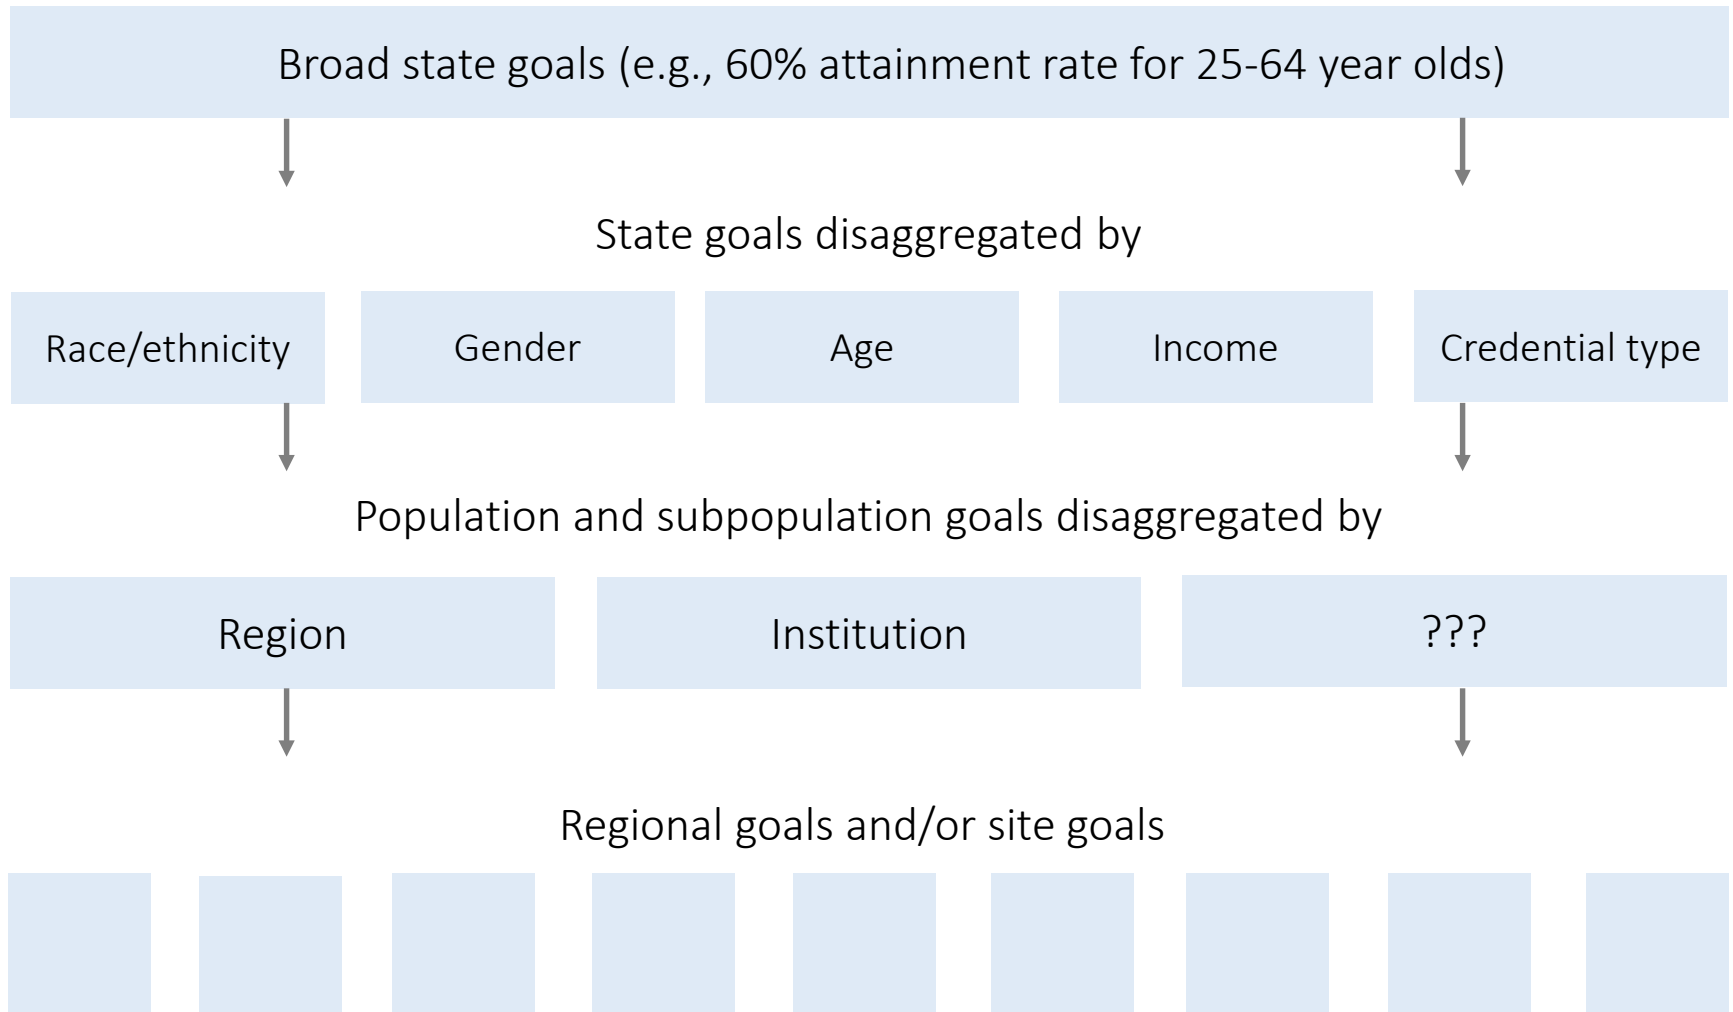 Broad state goals (e.g., 60% attainment rate for 25-64 year olds)
State goals disaggregated by
Race/ethnicity
Gender
Age
Income
Credential type
Population and subpopulation goals disaggregated by
Region
Institution
???
Regional goals and/or site goals